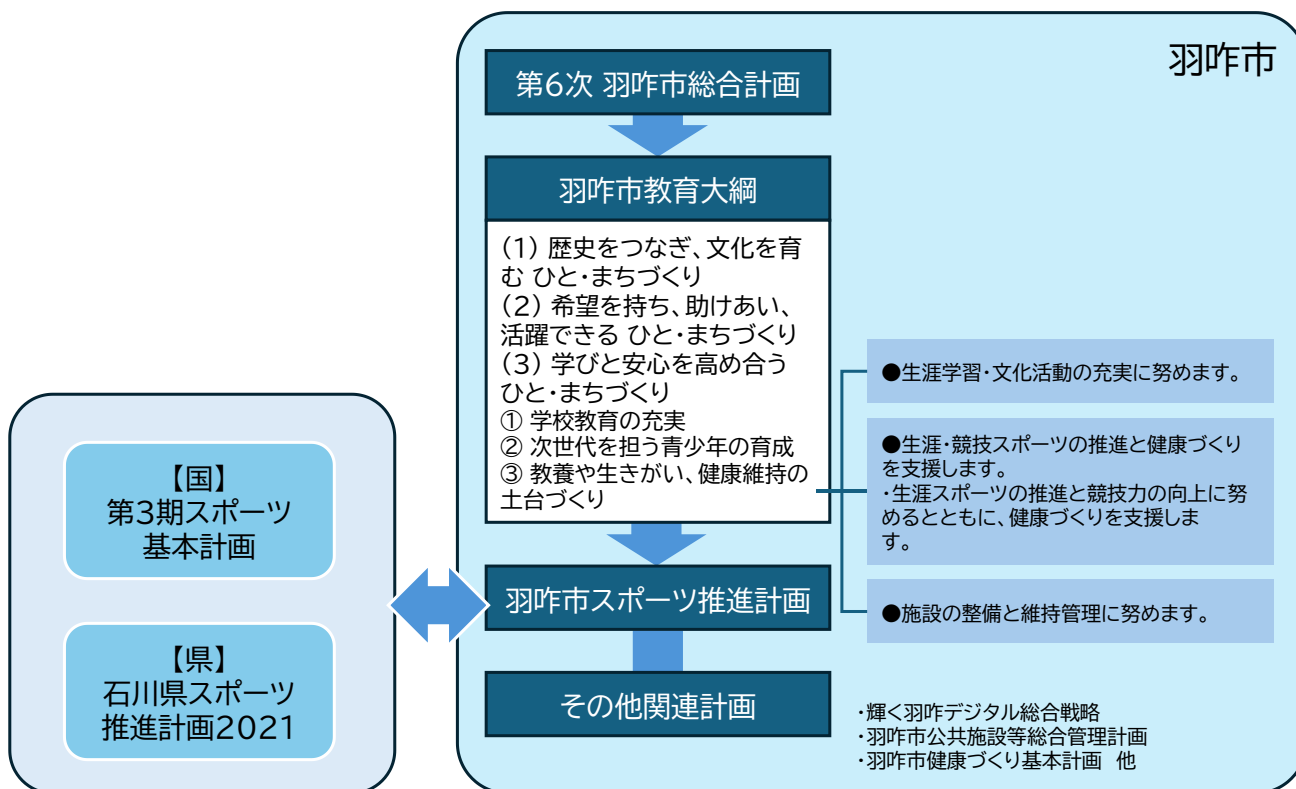 羽咋市
第6次 羽咋市総合計画
羽咋市教育大綱
(1) 歴史をつなぎ、文化を育
む ひと・まちづくり
(2) 希望を持ち、助けあい、
活躍できる ひと・まちづくり
(3) 学びと安心を高め合う
ひと・まちづくり
① 学校教育の充実
② 次世代を担う青少年の育成
③ 教養や生きがい、健康維持の
土台づくり
●生涯学習・文化活動の充実に努めます。
●生涯・競技スポーツの推進と健康づくり
を支援します。
・生涯スポーツの推進と競技力の向上に努
めるとともに、健康づくりを支援しま
す。
●施設の整備と維持管理に努めます。
【国】
第3期スポーツ
基本計画
【県】
石川県スポーツ
推進計画2021
羽咋市スポーツ推進計画
その他関連計画
・輝く羽咋デジタル総合戦略
・羽咋市公共施設等総合管理計画
・羽咋市健康づくり基本計画 他